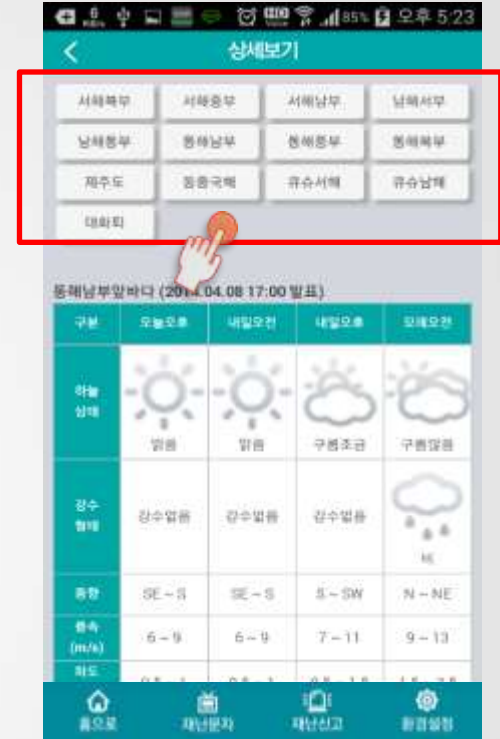 85% 오후 5:23
상세보기
서해북부 서해중부 서해남부 남해서부
남해동부 동해남부 동해중부 동해북부
제주도 동중국해 큐슈서해 큐슈남해
대화퇴
동해남부앞바다 (2014.04.08 17:00 발표)
구분 오늘오후 내일오전 내일오후 모레오전
하늘
상태
맑음 맑음 구름조금 구름많음
강수
형태
강수없음 강수없음 강수없음
비
풍향 SE ~ S SE ~ S S ~ SW N ~ NE
풍속
(m/s)
6 ~ 9 6 ~ 9 7 ~ 11 9 ~ 13
파도
홈으로 재난문자 재난신고 환경설정